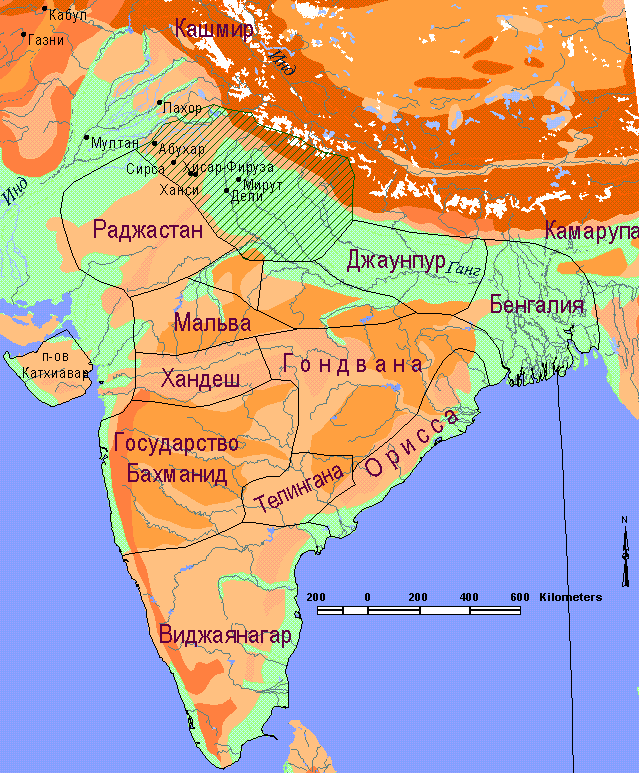 Кабул
Газни
Кашмир
Инд
Лахор
Мултан
Абухар
Сирса
Хисар-Фируза
Ханси
Мирут
Дели
Инд
Раджастан
Камарупа
Джаунпур
Ганг
Бенгалия
Мальва
п-ов
Катхиавар
Хандеш
Гондвана
Государство
Бахманид
Орисса
Телингана
N
200 0 200 400 600 Kilometers
Виджаянагар